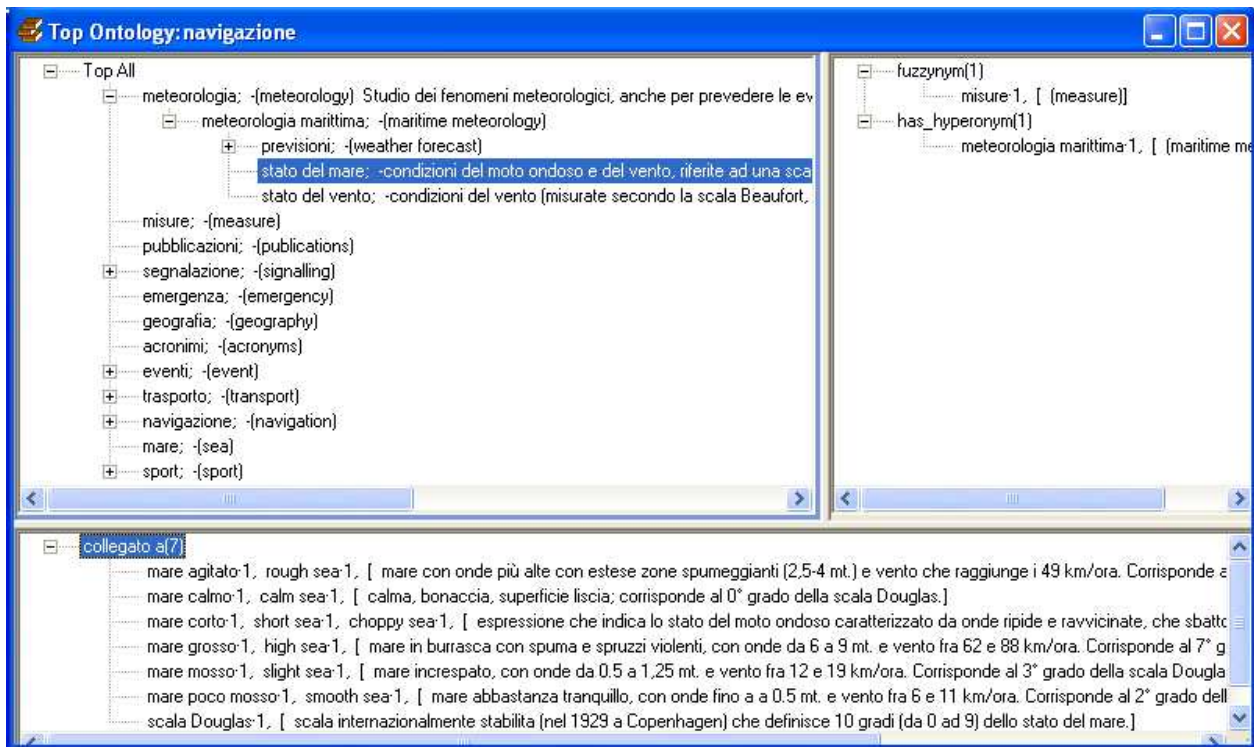 Top Ontology: navigazione
Top All
meteorologia; -(meteorology) Studio dei fenomeni meteorologici, anche per prevedere le ev
meteorologia marittima; -(maritime meteorology)
previsioni; -(weather forecast)
stato del mare; -condizioni del moto ondoso e del vento, riferite ad una sca
stato del vento; -condizioni del vento (misurate secondo la scala Beaufort,
misure; -(measure)
pubblicazioni; -(publications)
segnalazione; -(signalling)
emergenza; -(emergency)
geografia; -(geography)
acronimi; -(acronyms)
eventi; -(event)
trasporto; -(transport)
navigazione; -(navigation)
mare; -(sea)
sport; -(sport)
fuzzynym(1)
misure·1, [ (measure)]
has_hyperonym(1)
meteorologia marittima·1, [ (maritime me
collegato a(7)
mare agitato·1, rough sea·1, [ mare con onde più alte con estese zone spumeggianti (2,5-4 mt.) e vento che raggiunge i 49 km/ora. Corrisponde a
mare calmo·1, calm sea·1, [ calma, bonaccia, superficie liscia; corrisponde al 0° grado della scala Douglas.]
mare corto·1, short sea·1, choppy sea·1, [ espressione che indica lo stato del moto ondoso caratterizzato da onde ripide e ravvicinate, che sbatto
mare grosso·1, high sea·1, [ mare in burrasca con spuma e spruzzi violenti, con onde da 6 a 9 mt. e vento fra 62 e 88 km/ora. Corrisponde al 7° g
mare mosso·1, slight sea·1, [ mare increspato, con onde da 0.5 a 1,25 mt. e vento fra 12 e 19 km/ora. Corrisponde al 3° grado della scala Dougla
mare poco mosso·1, smooth sea·1, [ mare abbastanza tranquillo, con onde fino a a 0.5 mt. e vento fra 6 e 11 km/ora. Corrisponde al 2° grado dell
scala Douglas·1, [ scala internazionalmente stabilita (nel 1929 a Copenhagen) che definisce 10 gradi (da 0 ad 9) dello stato del mare.]